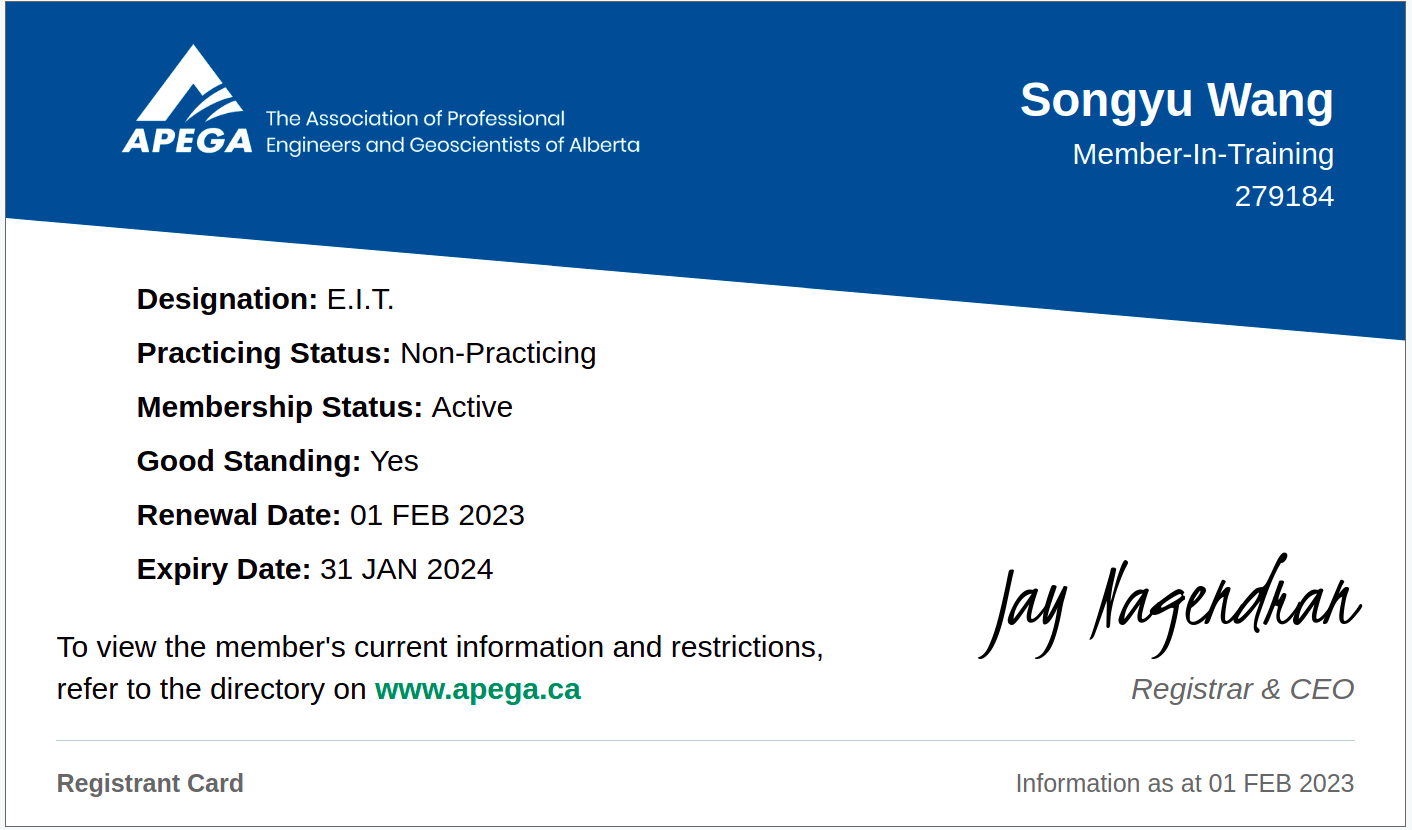 APEGA
The Association of Professional
Engineers and Geoscientists of Alberta
Songyu Wang
Member-In-Training
279184
Designation: E.I.T.
Practicing Status: Non-Practicing
Membership Status: Active
Good Standing: Yes
Renewal Date: 01 FEB 2023
Expiry Date: 31 JAN 2024
To view the member's current information and restrictions,
refer to the directory on www.apega.ca
Jay Nagendran
Registrar & CEO
Registrant Card
Information as at 01 FEB 2023